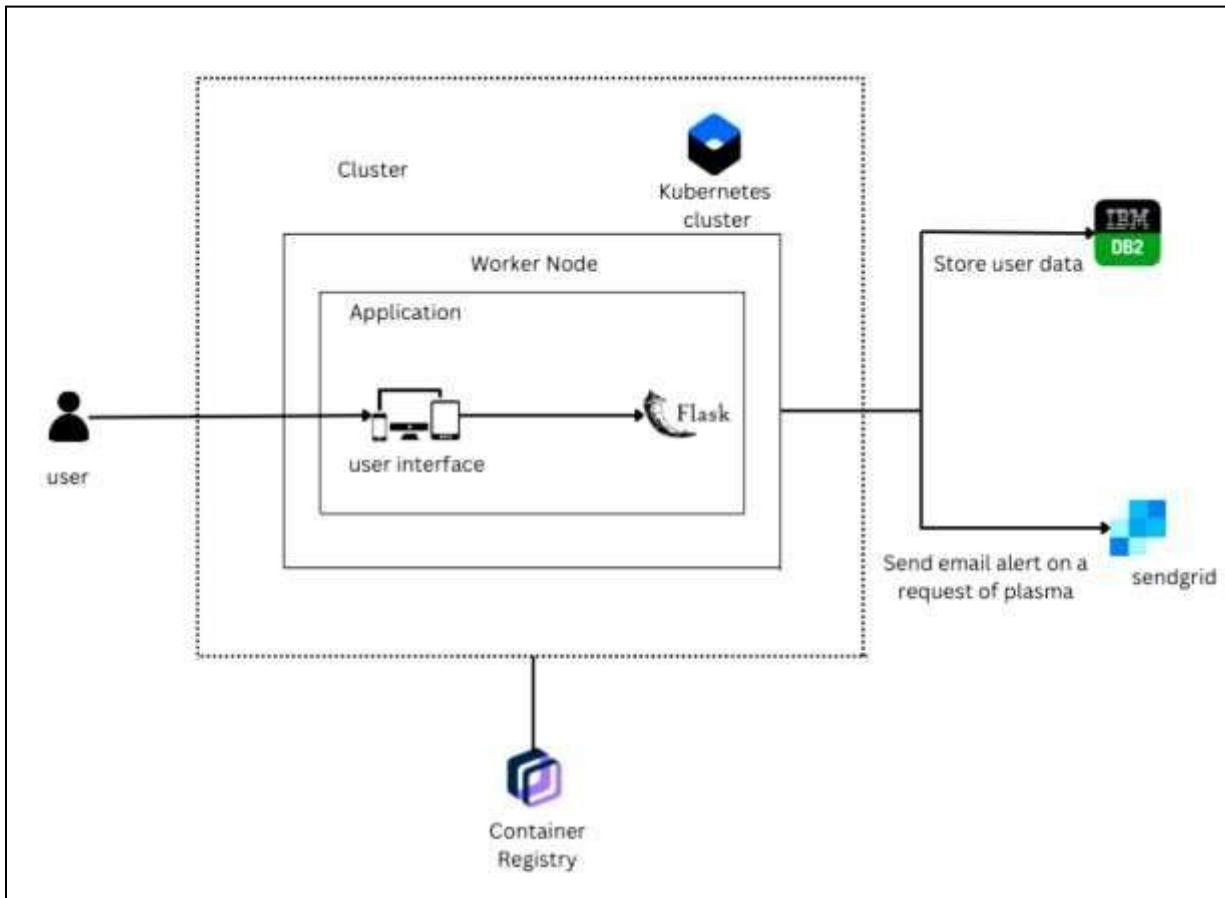 Cluster
Kubernetes
cluster
Worker Node
Application
Flask
user interface
user
IBM
DB2
Store user data
Send email alert on a
request of plasma
sendgrid
Container
Registry